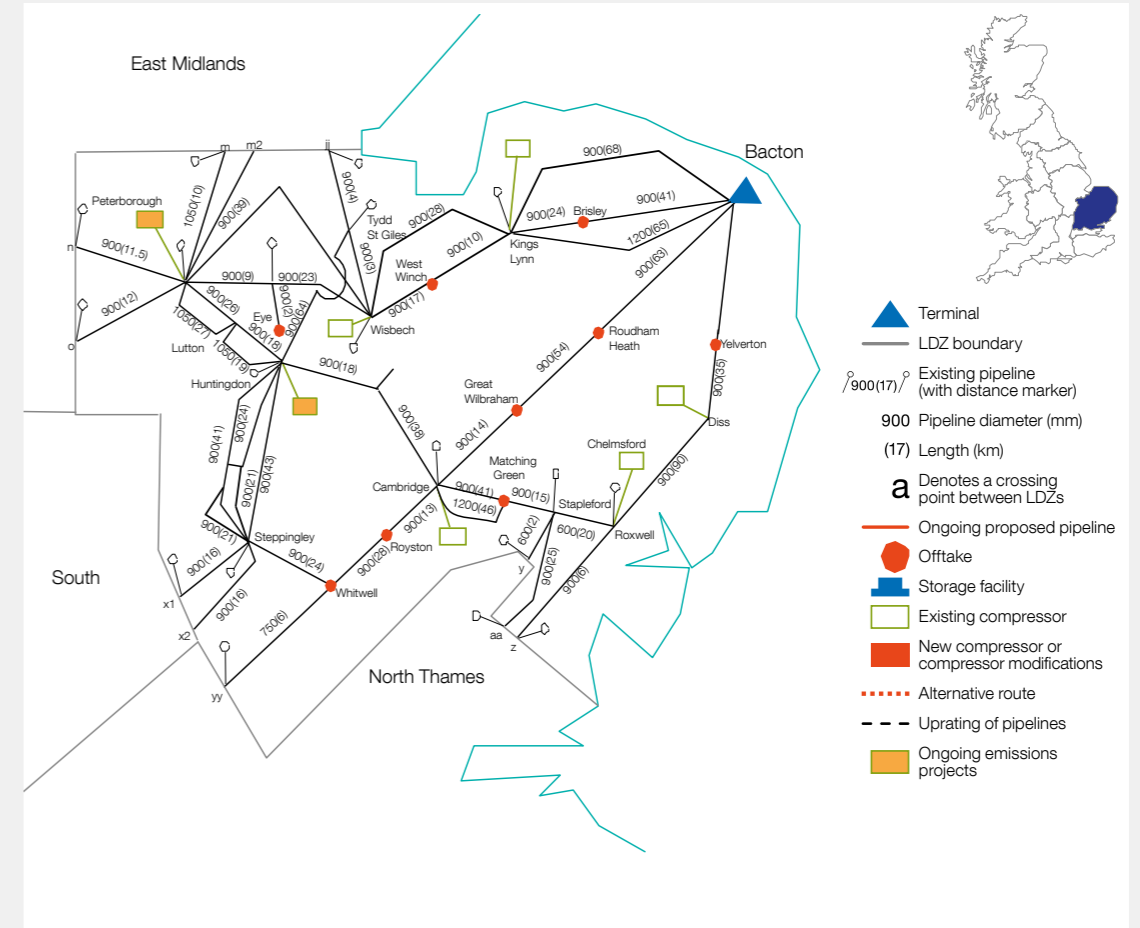 East Midlands
m
m2
jj
Bacton
900(68)
Peterborough
1050(10)
900(39)
900(4)
Tydd
St Giles
900(28)
900(24)
Brisley
900(41)
1200(65)
n
900(11,5)
900(3)
900(10)
Kings
Lynn
West
Winch
900(63)
900(9)
900(23)
900(12)
900(26)
900(2)
900(64)
900(17)
Wisbech
Eye
1050(27)
900(18)
o
Lutton
1050(19)
Roudham
Heath
Yelverton
900(18)
900(54)
900(35)
Huntingdon
Great
Wilbraham
900(24)
900(41)
900(38)
900(14)
Diss
Chelmsford
900(21)
900(43)
Matching
Green
900(90)
Cambridge
900(41)
900(15)
1200(46)
Stapleford
900(21)
Steppingley
900(13)
600(2)
600(20)
Roxwell
Royston
900(16)
900(24)
900(28)
y
900(25)
900(6)
South
Whitwell
x1
900(16)
x2
750(6)
aa
z
North Thames
yy
Terminal
LDZ boundary
900(17)
Existing pipeline
(with distance marker)
900 Pipeline diameter (mm)
(17) Length (km)
a Denotes a crossing
point between LDZs
Ongoing proposed pipeline
Offtake
Storage facility
Existing compressor
New compressor or
compressor modifications
Alternative route
Uprating of pipelines
Ongoing emissions
projects